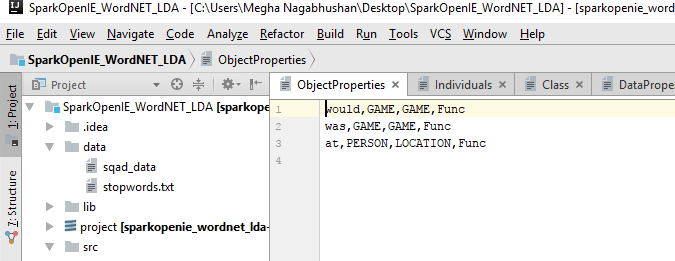 SparkOpenIE_WordNET_LDA - [C:\Users\Megha Nagabhushan\Desktop\SparkOpenIE_WordNET_LDA] - [sparkopenie_word
File Edit View Navigate Code Analyze Refactor Build Run Tools VCS Window Help
SparkOpenIE_WordNET_LDA ObjectProperties
1: Project
7: Structure
Project
SparkOpenIE_WordNET_LDA [sparkope
.idea
data
sqad_data
stopwords.txt
lib
project [sparkopenie_wordnet_lda-
src
ObjectProperties Individuals Class DataPrope
1 would,GAME,GAME,Func
2 was,GAME,GAME,Func
3 at,PERSON,LOCATION,Func
4